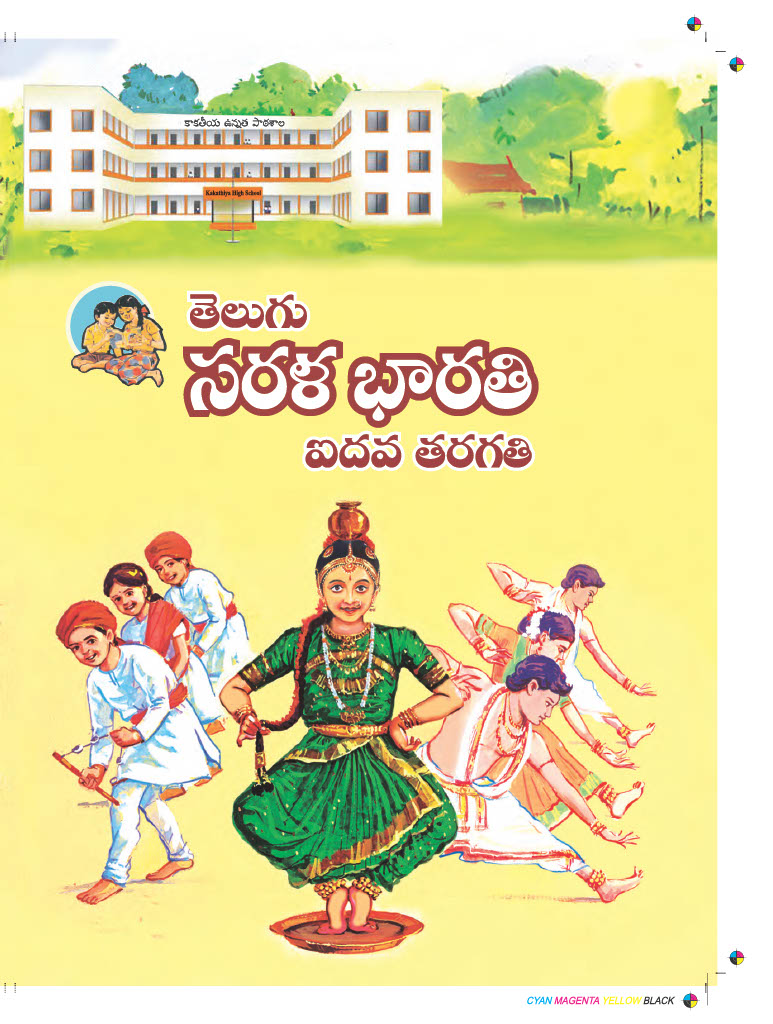 కాకతీయ ఉన్నత పాఠశాల
Kakathiya High School
తెలుగు
సరళ భారతి
ఐదవ తరగతి
CYAN MAGENTA YELLOW BLACK